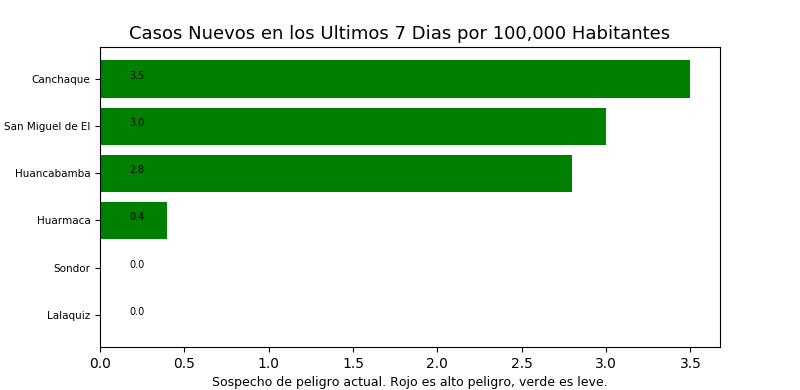 Casos Nuevos en los Ultimos 7 Dias por 100,000 Habitantes
Canchaque 3.5
San Miguel de El 3.0
Huancabamba 2.8
Huarmaca 0.4
Sondor 0.0
Lalaquiz 0.0
0.0 0.5 1.0 1.5 2.0 2.5 3.0 3.5
Sospecho de peligro actual. Rojo es alto peligro, verde es leve.